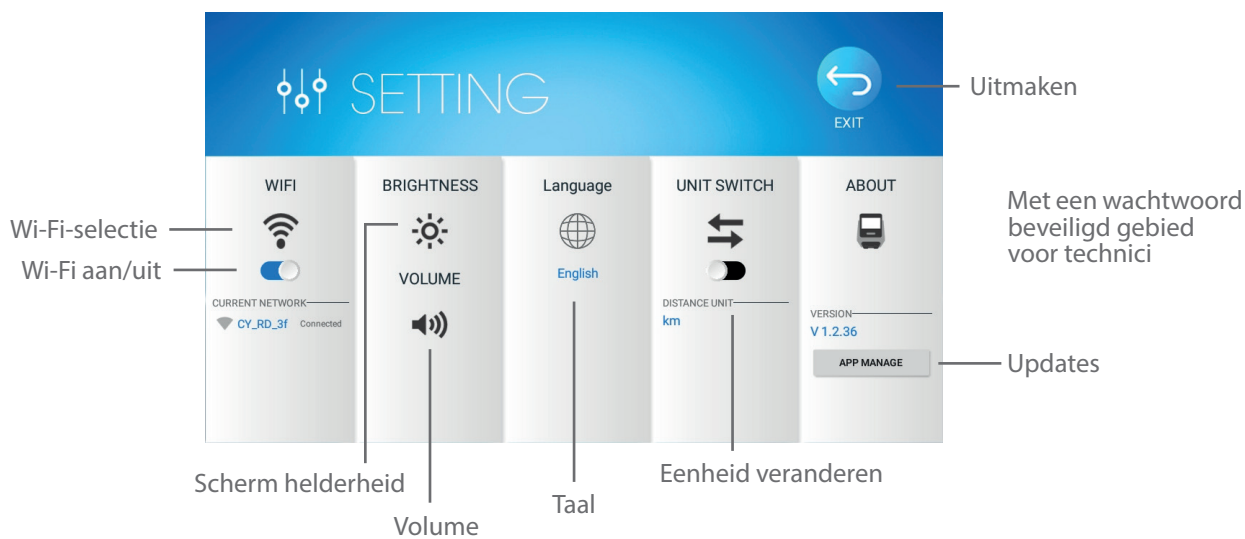 SETTING
EXIT
Uitmaken
WIFI
BRIGHTNESS
Language
UNIT SWITCH
ABOUT
Met een wachtwoord
beveiligd gebied
voor technici
Wi-Fi-selectie
Wi-Fi aan/uit
VOLUME
English
CURRENT NETWORK
CY_RD_3f Connected
DISTANCE UNIT
km
VERSION
V 1.2.36
APP MANAGE
Updates
Scherm helderheid
Volume
Taal
Eenheid veranderen